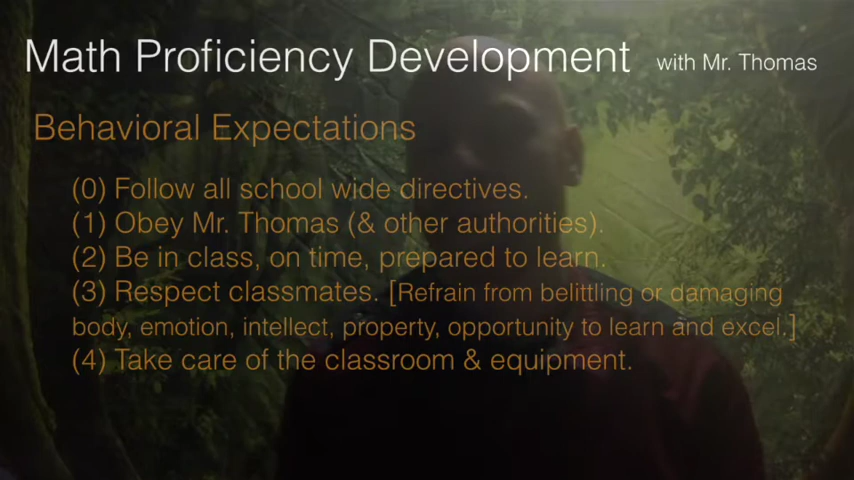 Math Proficiency Development with Mr. Thomas
Behavioral Expectations
(0) Follow all school wide directives.
(1) Obey Mr. Thomas (& other authorities).
(2) Be in class, on time, prepared to learn.
(3) Respect classmates. [Refrain from belittling or damaging
body, emotion, intellect, property, opportunity to learn and excel.]
(4) Take care of the classroom & equipment.